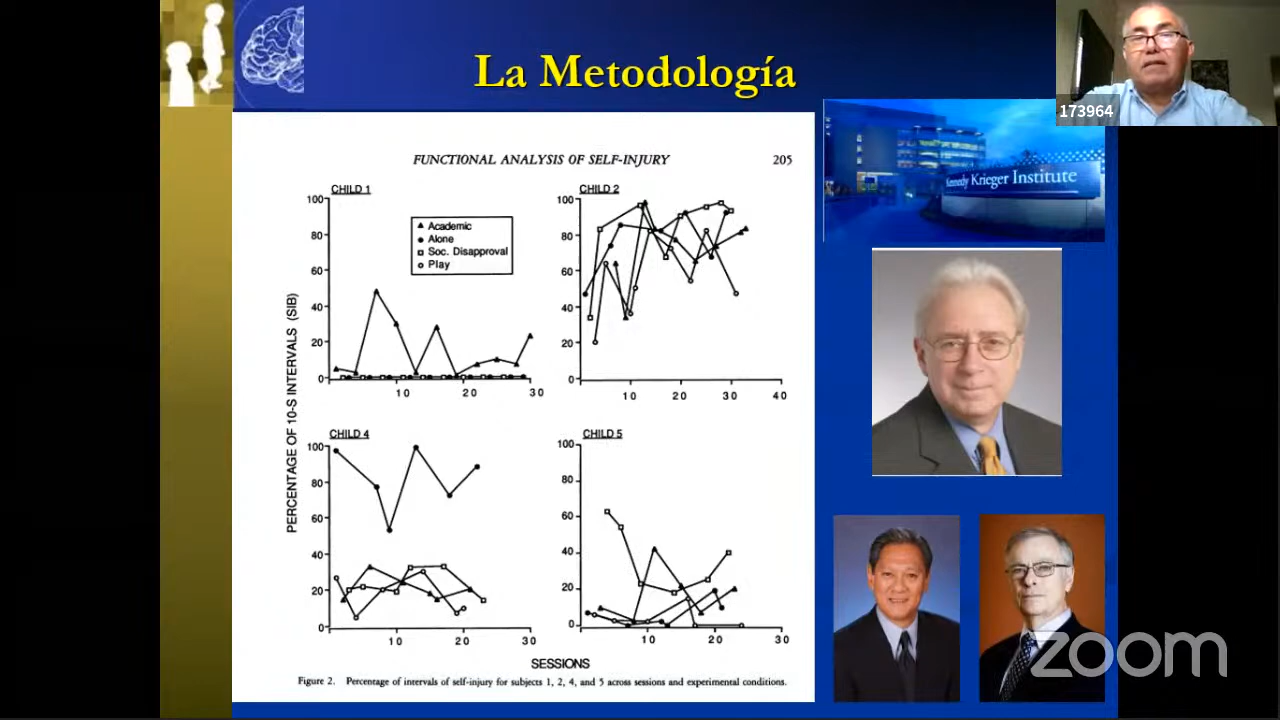 La Metodología
173964
FUNCTIONAL ANALYSIS OF SELF-INJURY 205
CHILD 1
100
80
60
40
20
0
10 20 30
Academic
Alone
Soc. Disapproval
Play
CHILD 2
100
80
60
40
20
0
10 20 30 40
PERCENTAGE OF 10-S INTERVALS (SIB)
CHILD 4
100
80
60
40
20
0
10 20 30
CHILD 5
100
80
60
40
20
0
10 20 30
SESSIONS
Figure 2. Percentage of intervals of self-injury for subjects 1, 2, 4, and 5 across sessions and experimental conditions.
Kennedy Krieger Institute
zoom